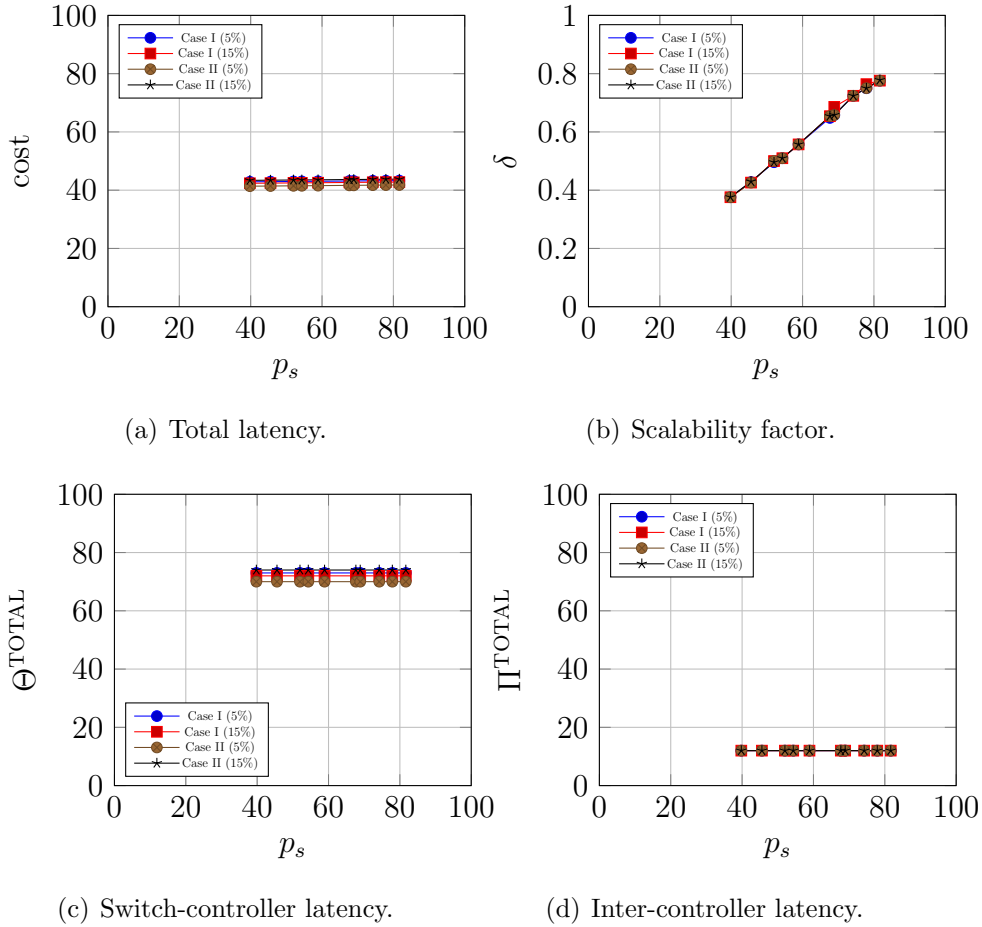 100
80
60
40
20
0
cost
Case I (5%)
Case I (15%)
Case II (5%)
Case II (15%)
0 20 40 60 80 100
p_s
(a) Total latency.
1
0.8
0.6
0.4
0.2
0
δ
Case I (5%)
Case I (15%)
Case II (5%)
Case II (15%)
0 20 40 60 80 100
p_s
(b) Scalability factor.
100
80
60
40
20
0
Θ^TOTAL
Case I (5%)
Case I (15%)
Case II (5%)
Case II (15%)
0 20 40 60 80 100
p_s
(c) Switch-controller latency.
100
80
60
40
20
0
Π^TOTAL
Case I (5%)
Case I (15%)
Case II (5%)
Case II (15%)
0 20 40 60 80 100
p_s
(d) Inter-controller latency.